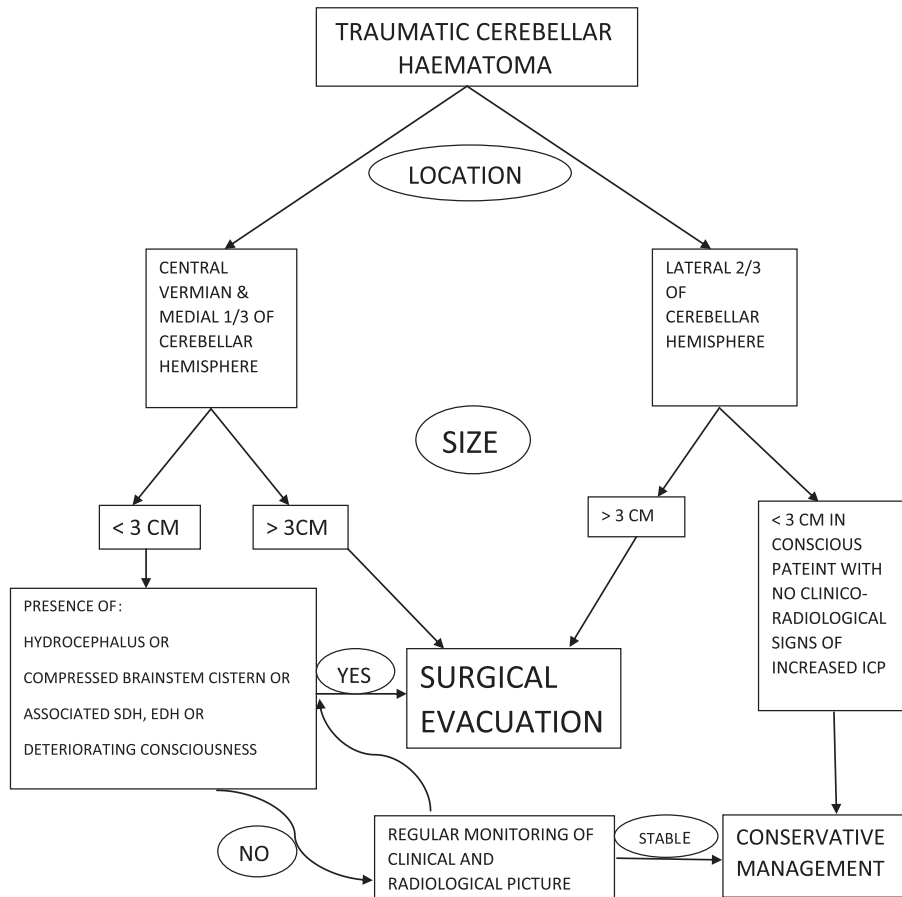 TRAUMATIC CEREBELLAR
HAEMATOMA
LOCATION
CENTRAL
VERMIAN &
MEDIAL 1/3 OF
CEREBELLAR
HEMISPHERE
LATERAL 2/3
OF
CEREBELLAR
HEMISPHERE
SIZE
< 3 CM
> 3CM
> 3 CM
< 3 CM IN
CONSCIOUS
PATEINT WITH
NO CLINICO-
RADIOLOGICAL
SIGNS OF
INCREASED ICP
PRESENCE OF:
HYDROCEPHALUS OR
COMPRESSED BRAINSTEM CISTERN OR
ASSOCIATED SDH, EDH OR
DETERIORATING CONSCIOUSNESS
YES
SURGICAL
EVACUATION
NO
REGULAR MONITORING OF
CLINICAL AND
RADIOLOGICAL PICTURE
STABLE
CONSERVATIVE
MANAGEMENT